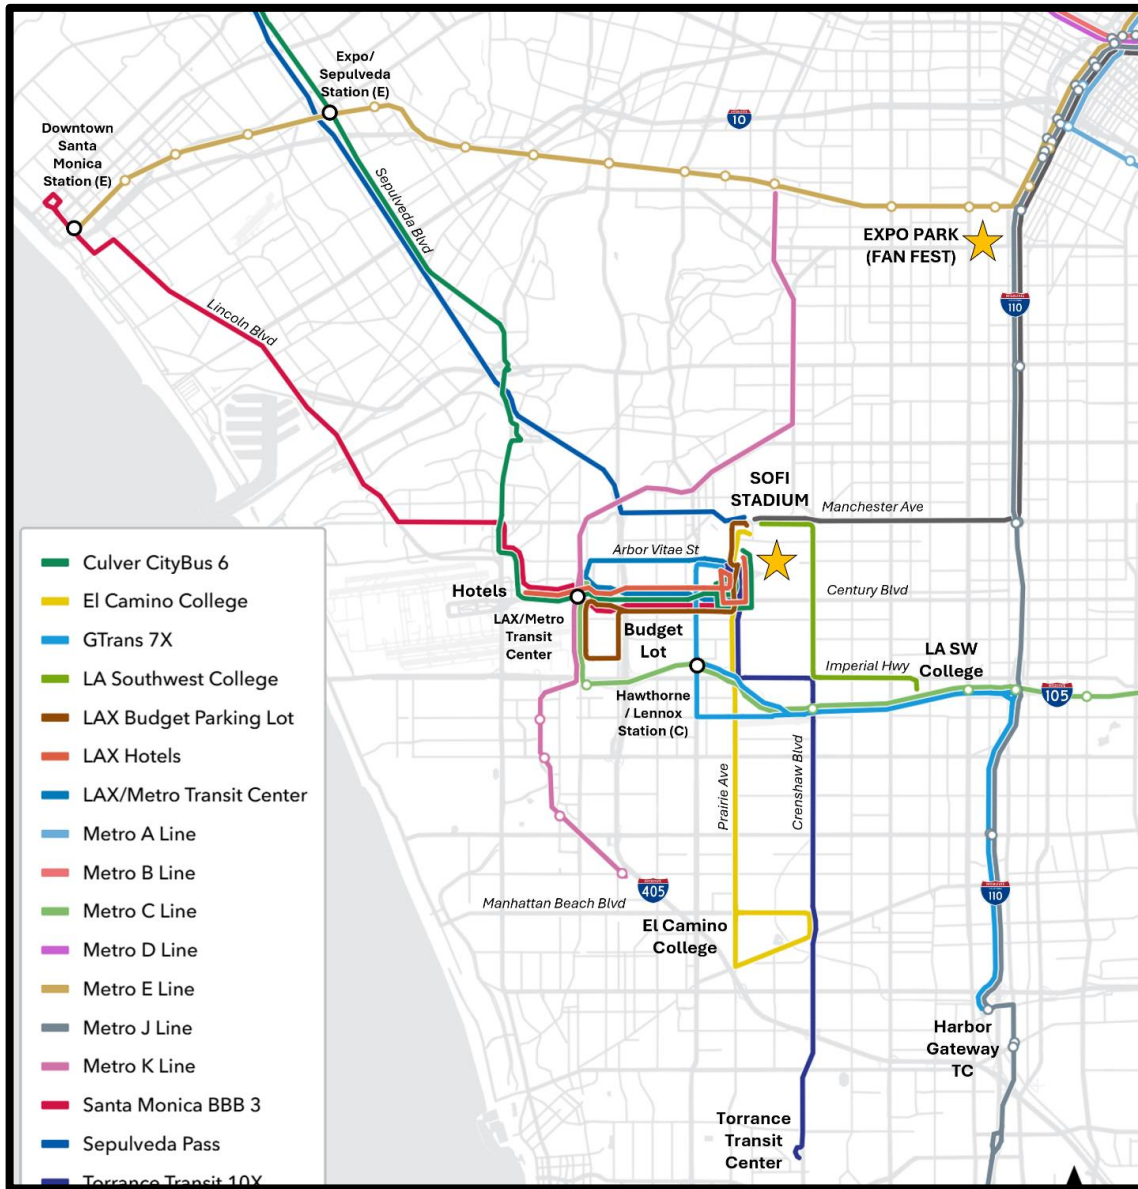 Expo/
Sepulveda
Station (E)
10
Downtown
Santa
Monica
Station (E)
Sepulveda Blvd
EXPO PARK
(FAN FEST)
110
Lincoln Blvd
SOFI
STADIUM
Manchester Ave
Arbor Vitae St
Hotels
Century Blvd
LAX/Metro
Transit
Center
Budget
Lot
LA SW
College
Imperial Hwy
105
Hawthorne
/ Lennox
Station (C)
Prairie Ave
Crenshaw Blvd
405
110
Manhattan Beach Blvd
El Camino
College
Harbor
Gateway
TC
Torrance
Transit
Center
Culver CityBus 6
El Camino College
GTrans 7X
LA Southwest College
LAX Budget Parking Lot
LAX Hotels
LAX/Metro Transit Center
Metro A Line
Metro B Line
Metro C Line
Metro D Line
Metro E Line
Metro J Line
Metro K Line
Santa Monica BBB 3
Sepulveda Pass
Torrance Transit 10X